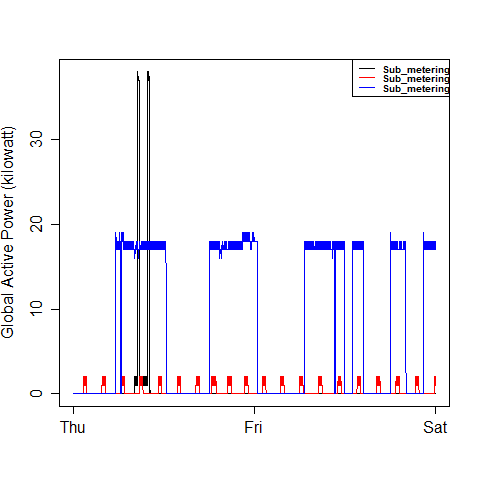 Sub_metering
Sub_metering
Sub_metering
Global Active Power (kilowatt)
30
20
10
0
Thu Fri Sat